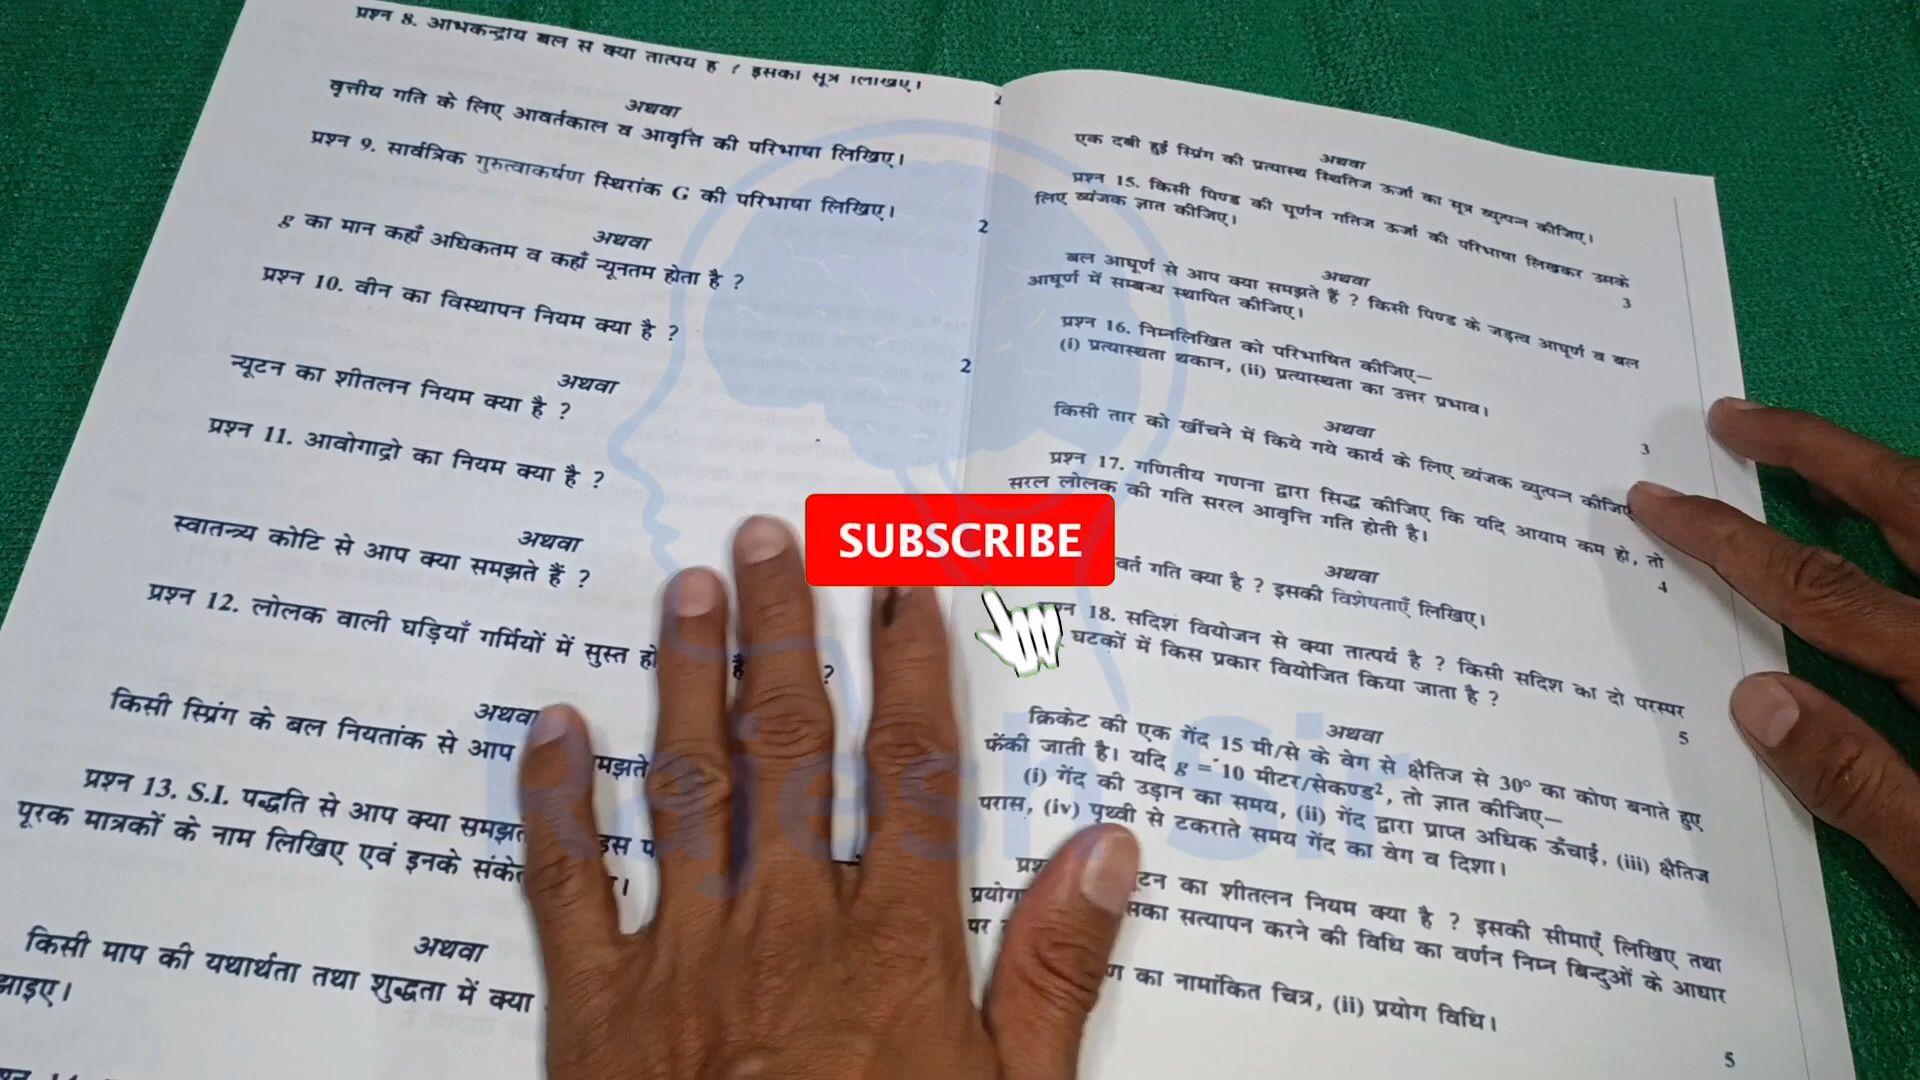 प्रश्न 8. अभिकेन्द्रीय बल से क्या तात्पर्य है ? इसका सूत्र लिखिए।
अथवा
वृत्तीय गति के लिए आवर्तकाल व आवृत्ति की परिभाषा लिखिए।
प्रश्न 9. सार्वत्रिक गुरुत्वाकर्षण स्थिरांक G की परिभाषा लिखिए।
2
अथवा
g का मान कहाँ अधिकतम व कहाँ न्यूनतम होता है ?
प्रश्न 10. वीन का विस्थापन नियम क्या है ?
2
अथवा
न्यूटन का शीतलन नियम क्या है ?
प्रश्न 11. आवोगाद्रो का नियम क्या है ?
अथवा
स्वातन्त्र्य कोटि से आप क्या समझते हैं ?
प्रश्न 12. लोलक वाली घड़ियाँ गर्मियों में सुस्त हो ?
अथवा
किसी स्प्रिंग के बल नियतांक से आप
प्रश्न 13. S.I. पद्धति से आप क्या
पूरक मात्रकों के नाम लिखिए एवं इनके
अथवा
किसी माप की यथार्थता तथा शुद्धता में क्या
अथवा
एक दबी हुई स्प्रिंग की प्रत्यास्थ स्थितिज ऊर्जा का सूत्र व्युत्पन्न कीजिए।
प्रश्न 15. किसी पिण्ड की घूर्णन गतिज ऊर्जा की परिभाषा लिखकर उसके
लिए व्यंजक ज्ञात कीजिए।
3
अथवा
बल आघूर्ण से आप क्या समझते हैं ? किसी पिण्ड के जड़त्व आघूर्ण व बल
आघूर्ण में सम्बन्ध स्थापित कीजिए।
प्रश्न 16. निम्नलिखित को परिभाषित कीजिए—
(i) प्रत्यास्थता थकान, (ii) प्रत्यास्थता का उत्तर प्रभाव।
3
अथवा
किसी तार को खींचने में किये गये कार्य के लिए व्यंजक व्युत्पन्न कीजिए
प्रश्न 17. गणितीय गणना द्वारा सिद्ध कीजिए कि यदि आयाम कम हो, तो
सरल लोलक की गति सरल आवृत्ति गति होती है।
4
अथवा
गति क्या है ? इसकी विशेषताएँ लिखिए।
18. सदिश वियोजन से क्या तात्पर्य है ? किसी सदिश का दो परस्पर
घटकों में किस प्रकार वियोजित किया जाता है ?
5
अथवा
क्रिकेट की एक गेंद 15 मी/से के वेग से क्षैतिज से 30° का कोण बनाते हुए
फेंकी जाती है। यदि g = 10 मीटर/सेकण्ड², तो ज्ञात कीजिए—
(i) गेंद की उड़ान का समय, (ii) गेंद द्वारा प्राप्त अधिक ऊँचाई, (iii) क्षैतिज
परास, (iv) पृथ्वी से टकराते समय गेंद का वेग व दिशा।
का शीतलन नियम क्या है ? इसकी सीमाएँ लिखिए तथा
सत्यापन करने की विधि का वर्णन निम्न बिन्दुओं के आधार
पर
का नामांकित चित्र, (ii) प्रयोग विधि।
5
SUBSCRIBE
Rajesh Sir